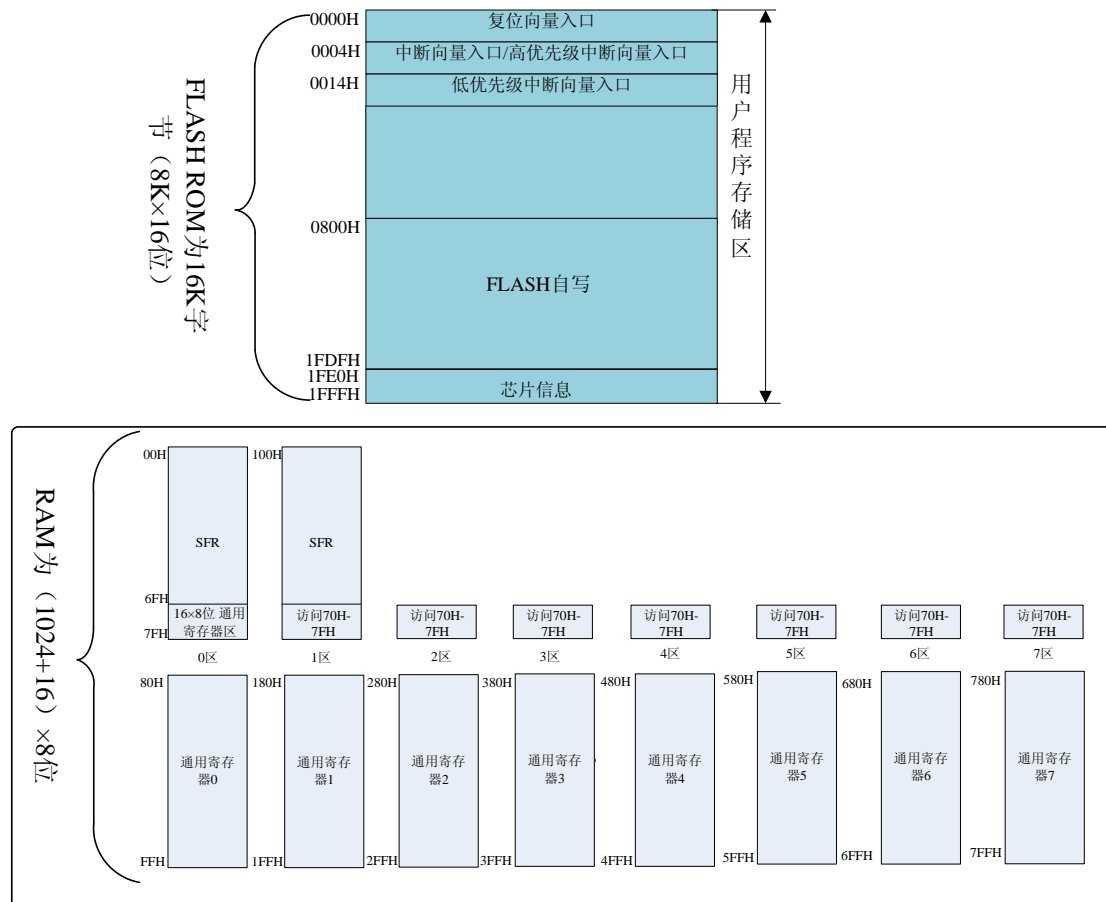 0000H
复位向量入口
0004H
中断向量入口/高优先级中断向量入口
0014H
低优先级中断向量入口
用户程序存储区
FLASH ROM为16K字
节（8K×16位）
0800H
FLASH自写
1FDFH
1FE0H
芯片信息
1FFFH
RAM为（1024+16）×8位
00H
100H
SFR
SFR
6FH
16×8位 通用
寄存器区
访问70H-
7FH
访问70H-
7FH
访问70H-
7FH
访问70H-
7FH
访问70H-
7FH
访问70H-
7FH
访问70H-
7FH
7FH
0区
1区
2区
3区
4区
5区
6区
7区
80H
180H
280H
380H
480H
580H
680H
780H
通用寄存
器0
通用寄存
器1
通用寄存
器2
通用寄存
器3
通用寄存
器4
通用寄存
器5
通用寄存
器6
通用寄存
器7
FFH
1FFH
2FFH
3FFH
4FFH
5FFH
6FFH
7FFH